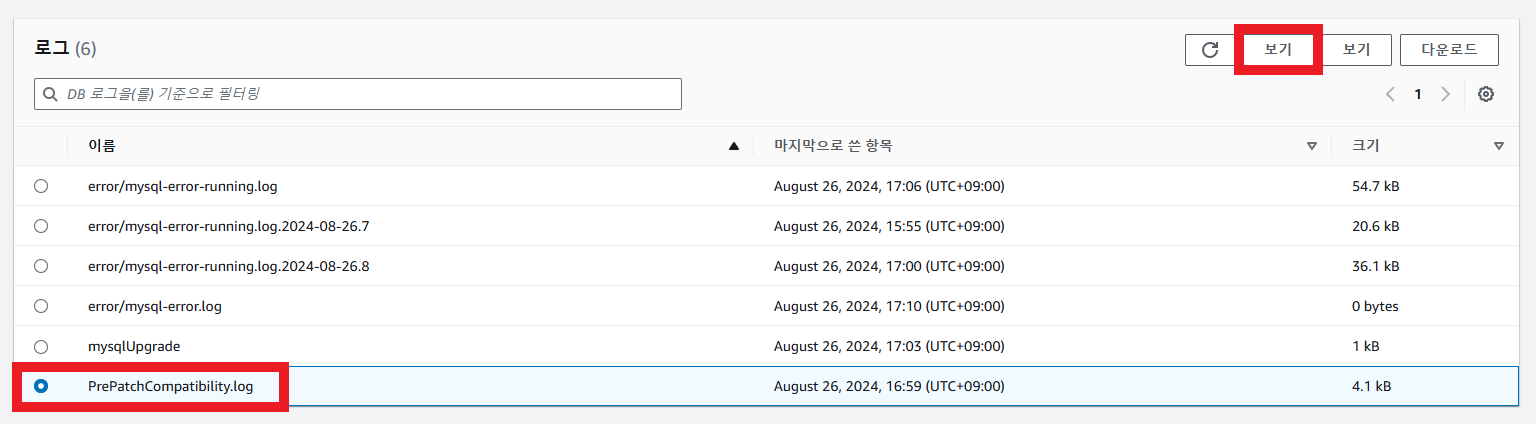 로그 (6)
보기 보기 다운로드
DB 로그을(를) 기준으로 필터링
1
이름 마지막으로 쓴 항목 크기
error/mysql-error-running.log August 26, 2024, 17:06 (UTC+09:00) 54.7 kB
error/mysql-error-running.log.2024-08-26.7 August 26, 2024, 15:55 (UTC+09:00) 20.6 kB
error/mysql-error-running.log.2024-08-26.8 August 26, 2024, 17:00 (UTC+09:00) 36.1 kB
error/mysql-error.log August 26, 2024, 17:10 (UTC+09:00) 0 bytes
mysqlUpgrade August 26, 2024, 17:03 (UTC+09:00) 1 kB
PrePatchCompatibility.log August 26, 2024, 16:59 (UTC+09:00) 4.1 kB